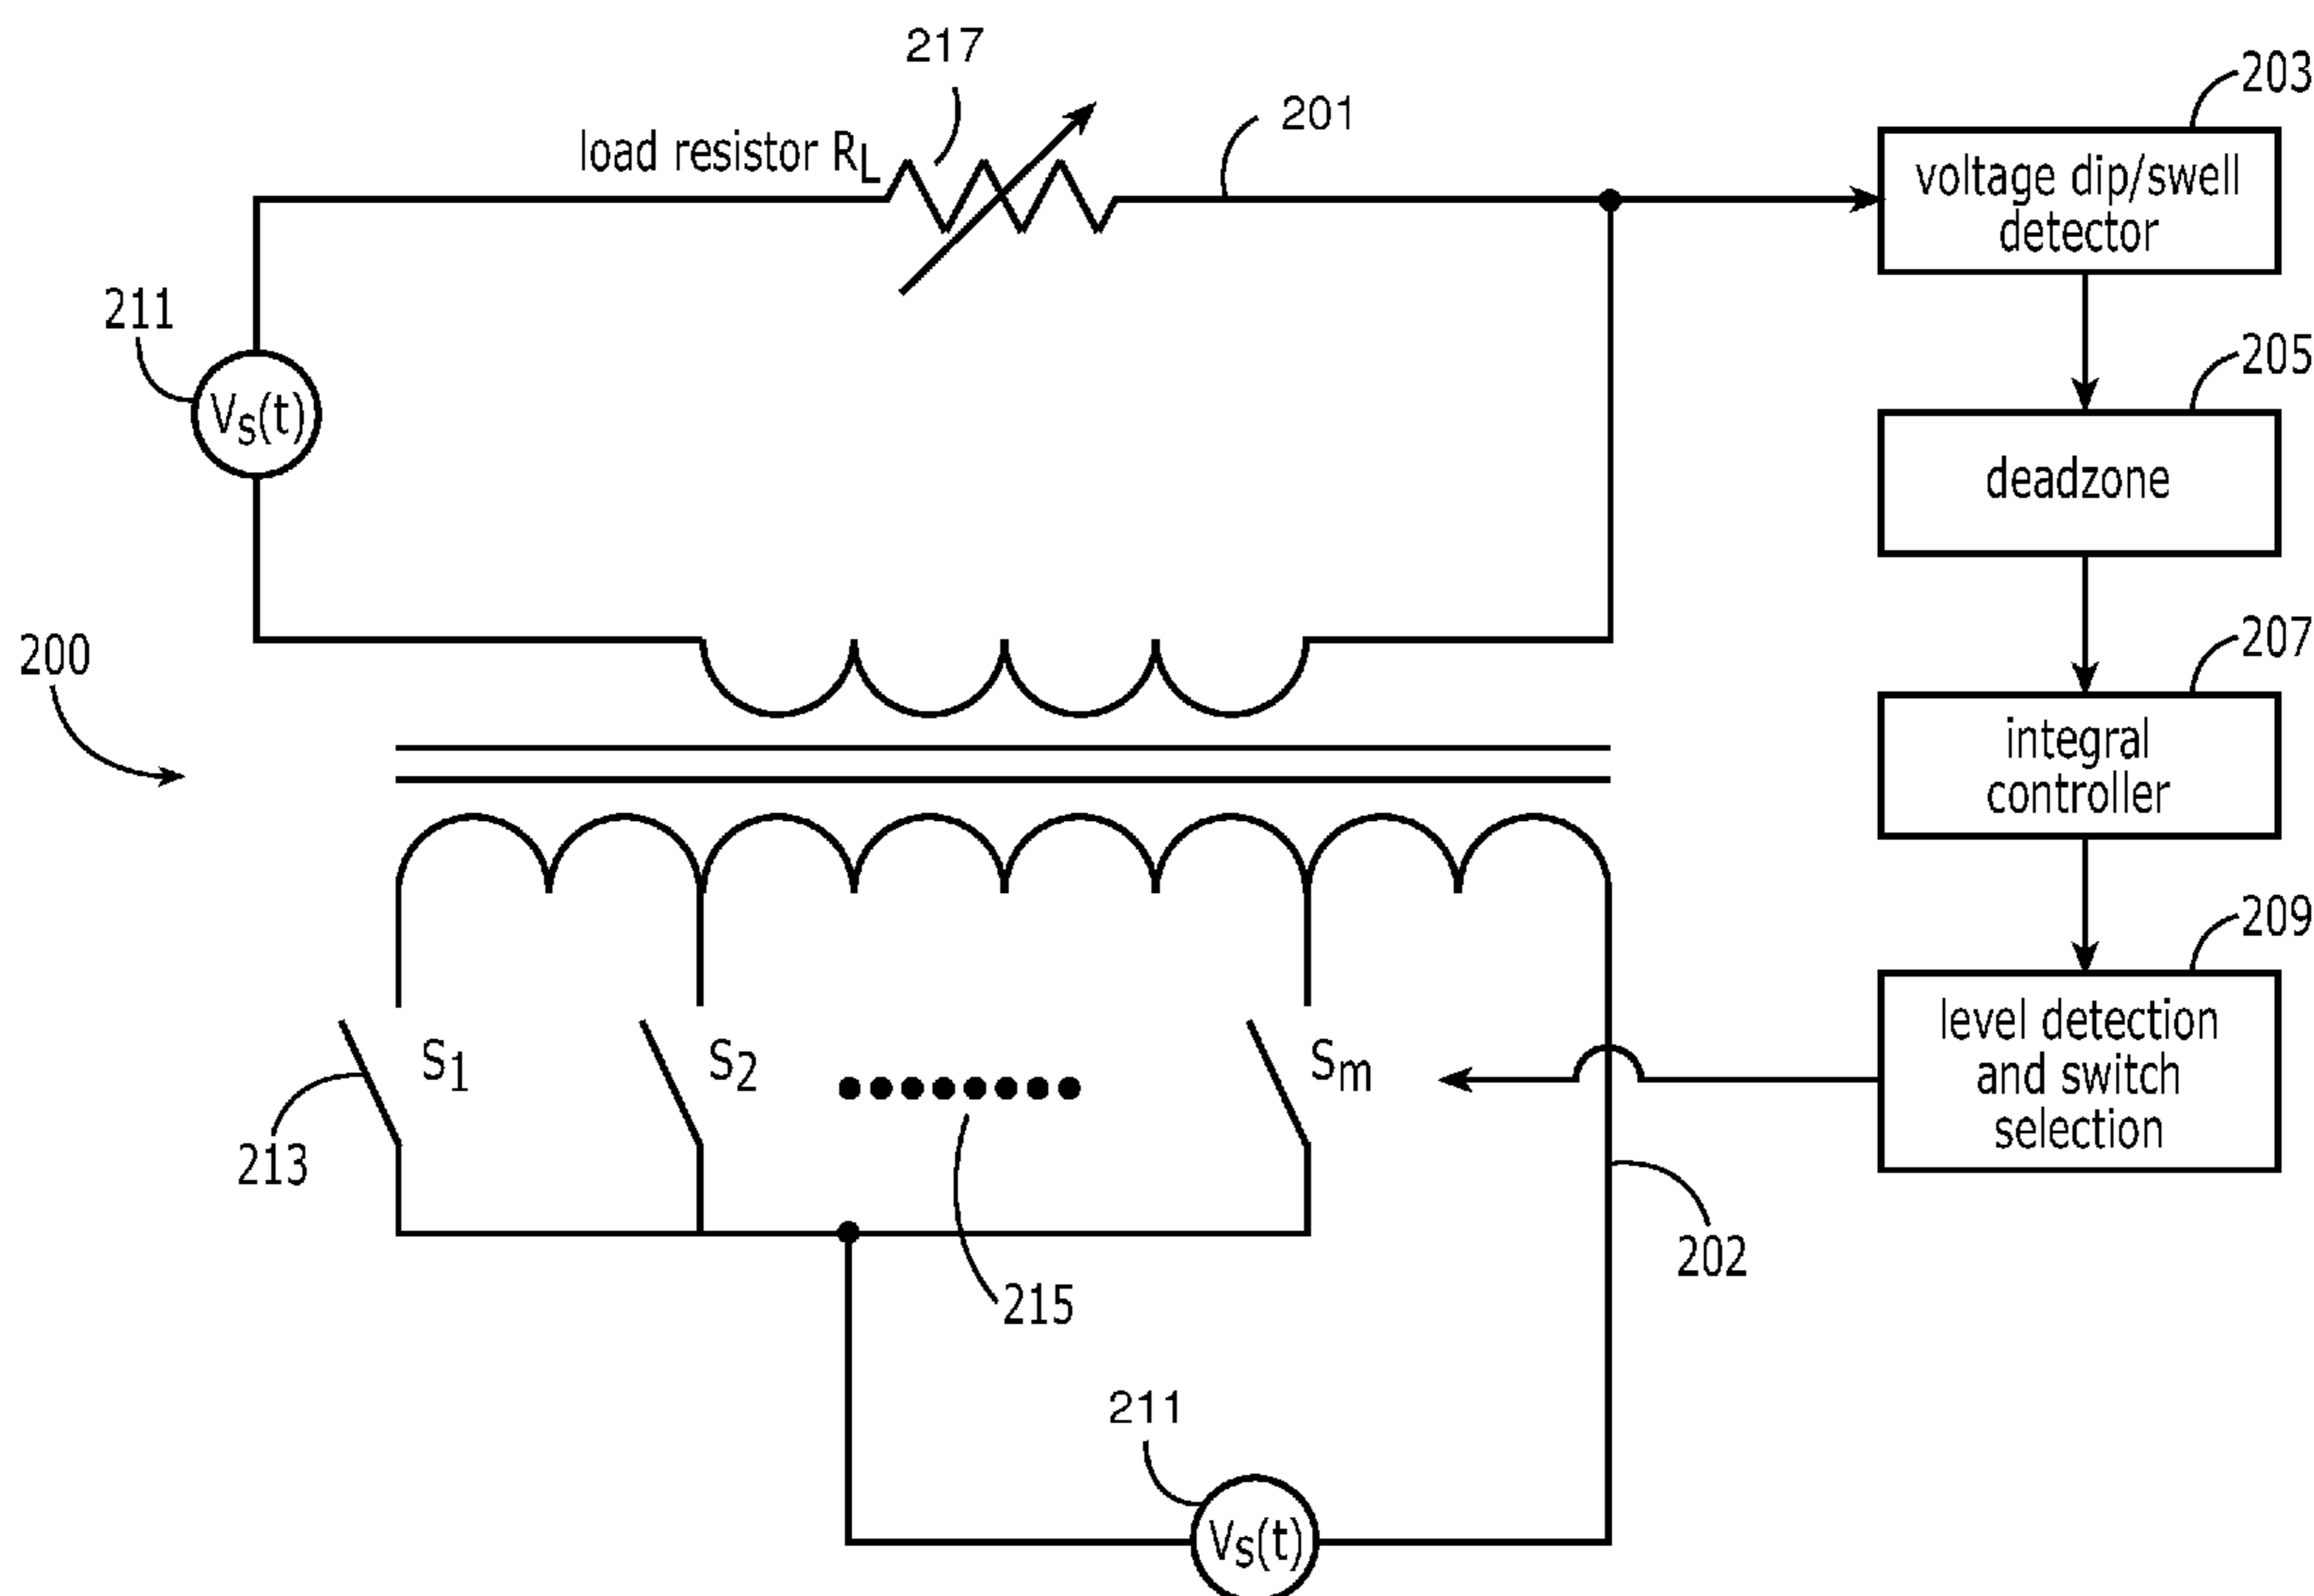 217
203
load resistor RL
201
voltage dip/swell
detector
211
Vs(t)
205
deadzone
200
207
integral
controller
209
level detection
and switch
selection
S1
S2
Sm
213
202
215
211
Vs(t)